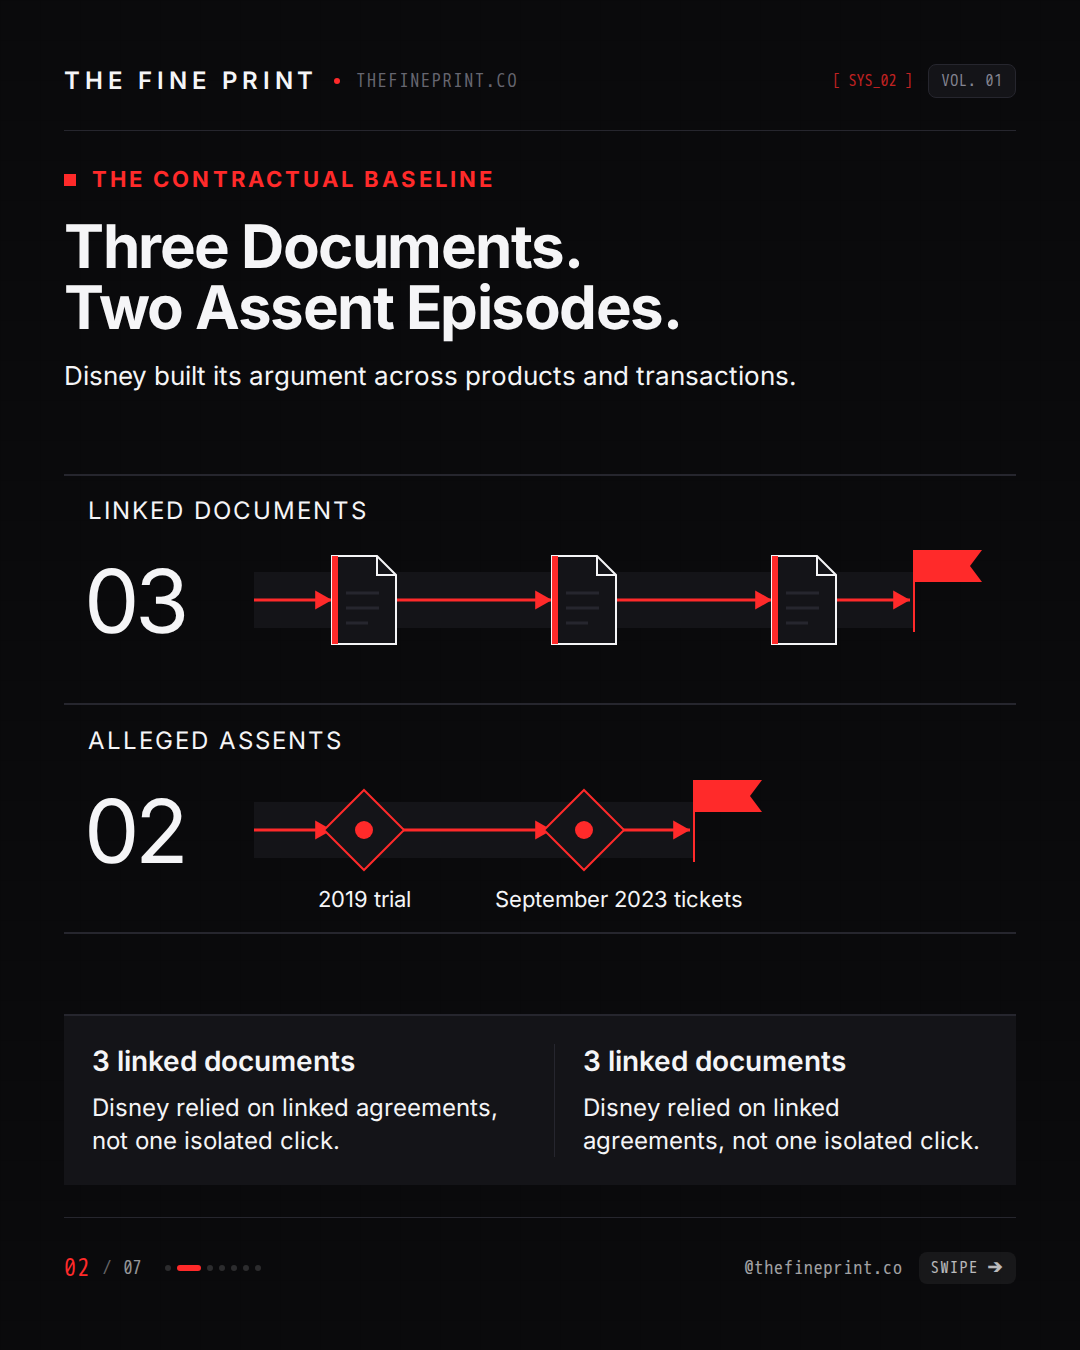 THE FINE PRINT • THEFINEPRINT.CO
[ SYS_02 ] VOL. 01
THE CONTRACTUAL BASELINE
Three Documents.
Two Assent Episodes.
Disney built its argument across products and transactions.
LINKED DOCUMENTS
03
ALLEGED ASSENTS
02
2019 trial
September 2023 tickets
3 linked documents
Disney relied on linked agreements,
not one isolated click.
3 linked documents
Disney relied on linked
agreements, not one isolated click.
02 / 07
@thefineprint.co
SWIPE ➔